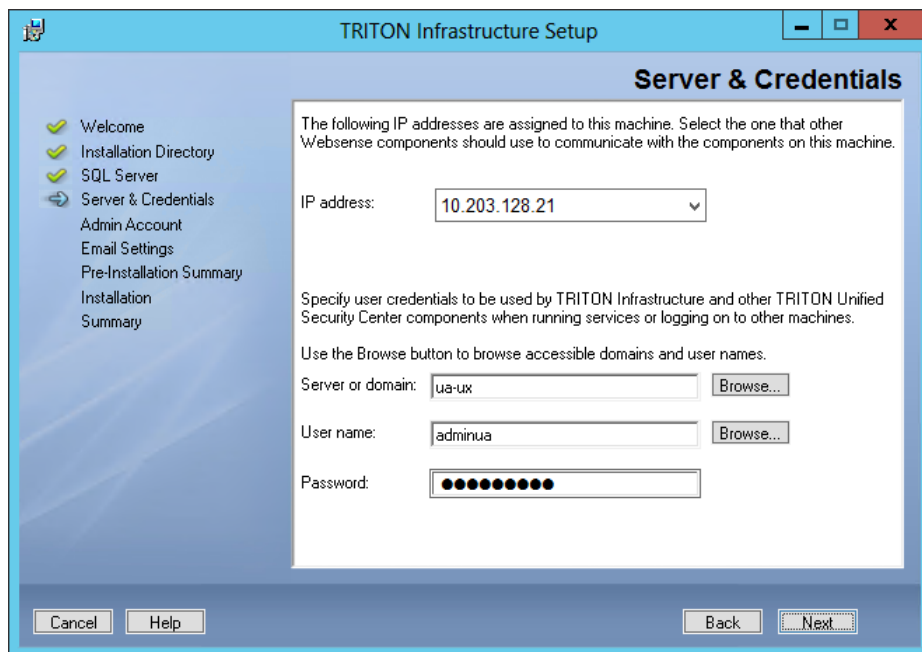 TRITON Infrastructure Setup
Server & Credentials
Welcome
Installation Directory
SQL Server
Server & Credentials
Admin Account
Email Settings
Pre-Installation Summary
Installation
Summary
The following IP addresses are assigned to this machine. Select the one that other
Websense components should use to communicate with the components on this machine.
IP address: 10.203.128.21
Specify user credentials to be used by TRITON Infrastructure and other TRITON Unified
Security Center components when running services or logging on to other machines.
Use the Browse button to browse accessible domains and user names.
Server or domain: ua-ux Browse...
User name: adminua Browse...
Password: ●●●●●●●●●
Cancel Help Back Next